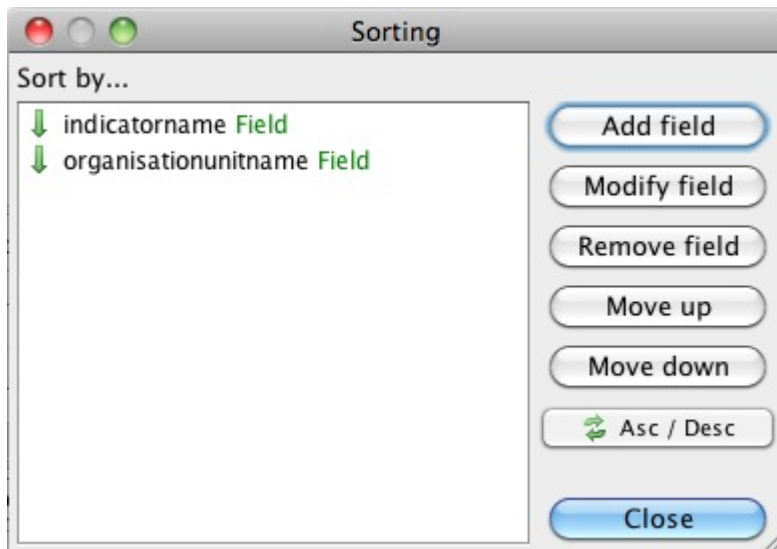 Sorting
Sort by...
indicatorname Field
organisationunitname Field
Add field
Modify field
Remove field
Move up
Move down
Asc / Desc
Close